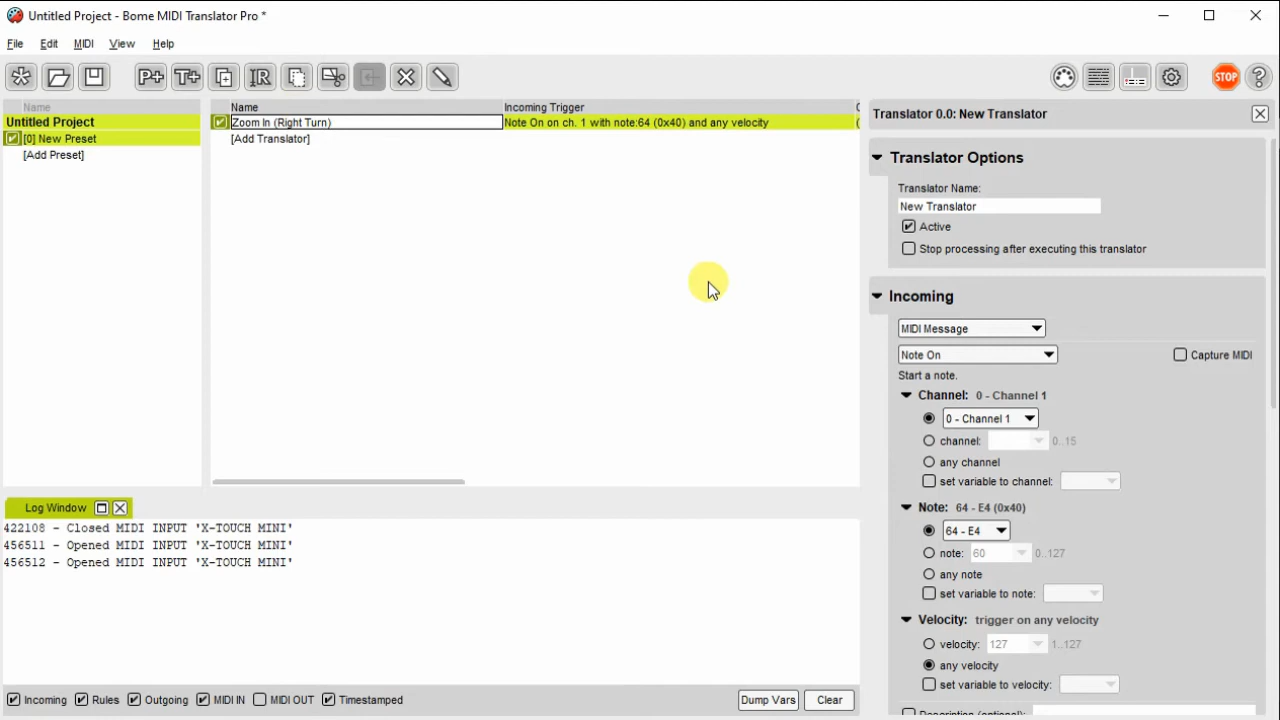 Untitled Project - Bome MIDI Translator Pro *
File Edit MIDI View Help
P+ T+ R STOP ?
Name
Untitled Project
[0] New Preset
[Add Preset]
Name Incoming Trigger
Zoom In (Right Turn) Note On on ch. 1 with note:64 (0x40) and any velocity
[Add Translator]
Translator 0.0: New Translator
Translator Options
Translator Name:
New Translator
Active
Stop processing after executing this translator
Incoming
MIDI Message
Note On Capture MIDI
Start a note.
Channel: 0 - Channel 1
0 - Channel 1
channel: 0..15
any channel
set variable to channel:
Note: 64 - E4 (0x40)
64 - E4
note: 60 0..127
any note
set variable to note:
Velocity: trigger on any velocity
velocity: 127 1..127
any velocity
set variable to velocity:
Description (optional):
Log Window
422108 - Closed MIDI INPUT 'X-TOUCH MINI'
456511 - Opened MIDI INPUT 'X-TOUCH MINI'
456512 - Opened MIDI INPUT 'X-TOUCH MINI'
Incoming Rules Outgoing MIDI IN MIDI OUT Timestamped Dump Vars Clear